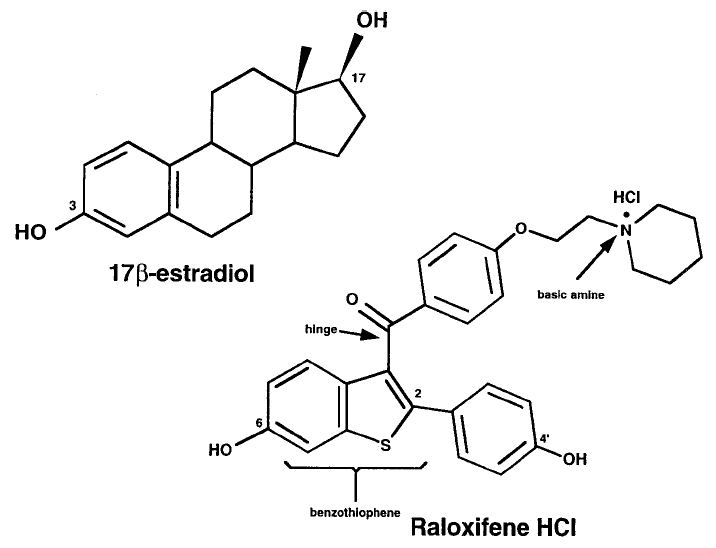 OH
17
3
HO
17β-estradiol
HCl
•
N
O
basic amine
O
hinge
2
6
HO
S
4'
OH
benzothiophene
Raloxifene HCl